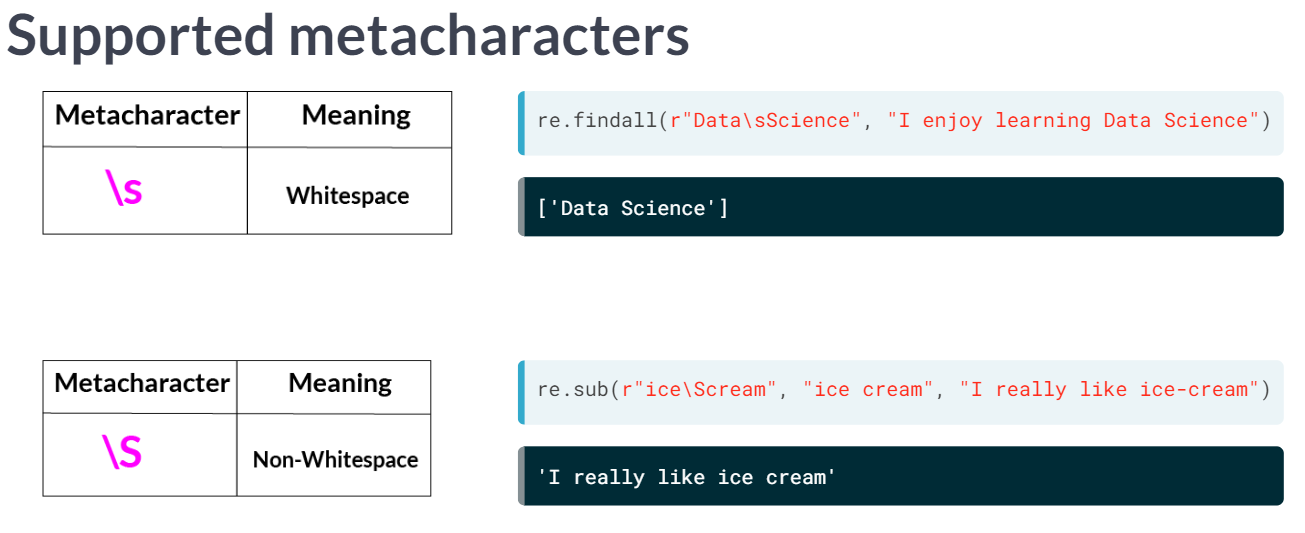 Supported metacharacters
Metacharacter Meaning
\s Whitespace
re.findall(r"Data\sScience", "I enjoy learning Data Science")
['Data Science']
Metacharacter Meaning
\S Non-Whitespace
re.sub(r"ice\Scream", "ice cream", "I really like ice-cream")
'I really like ice cream'